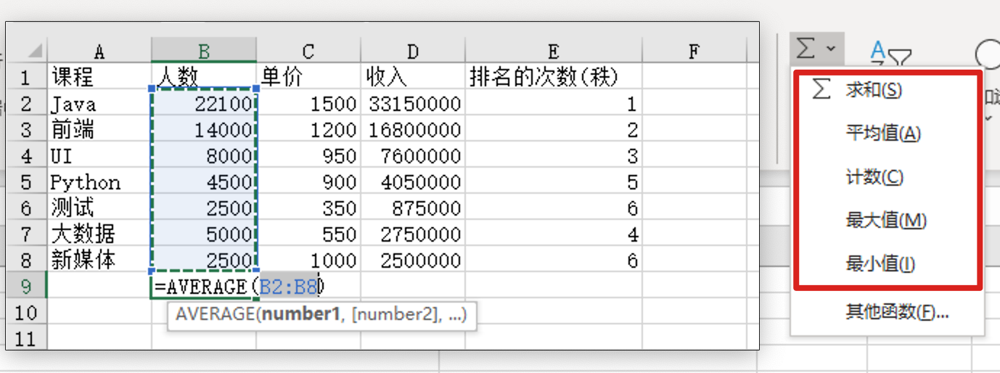 A B C D E F
1 课程 人数 单价 收入 排名的次数(秩)
2 Java 22100 1500 33150000 1
3 前端 14000 1200 16800000 2
4 UI 8000 950 7600000 3
5 Python 4500 900 4050000 5
6 测试 2500 350 875000 6
7 大数据 5000 550 2750000 4
8 新媒体 2500 1000 2500000 6
9 =AVERAGE(B2:B8)
10 AVERAGE(number1, [number2], ...)
11
Σ
Σ 求和(S)
平均值(A)
计数(C)
最大值(M)
最小值(I)
其他函数(F)...